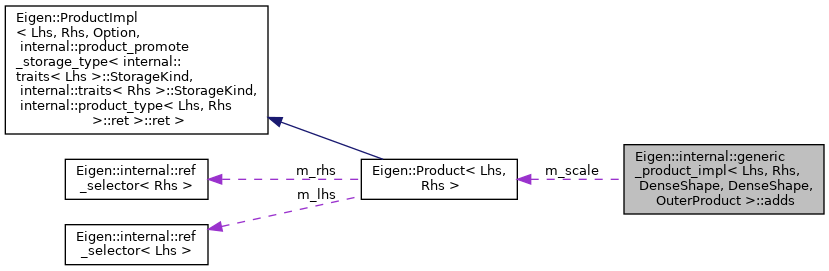 Eigen::ProductImpl
< Lhs, Rhs, Option,
internal::product_promote
_storage_type< internal::
traits< Lhs >::StorageKind,
internal::traits< Rhs >::StorageKind,
internal::product_type< Lhs, Rhs
>::ret >::ret >
Eigen::internal::ref
_selector< Rhs >
m_rhs
m_lhs
Eigen::Product< Lhs,
Rhs >
m_scale
Eigen::internal::generic
_product_impl< Lhs, Rhs,
DenseShape, DenseShape,
OuterProduct >::adds
Eigen::internal::ref
_selector< Lhs >